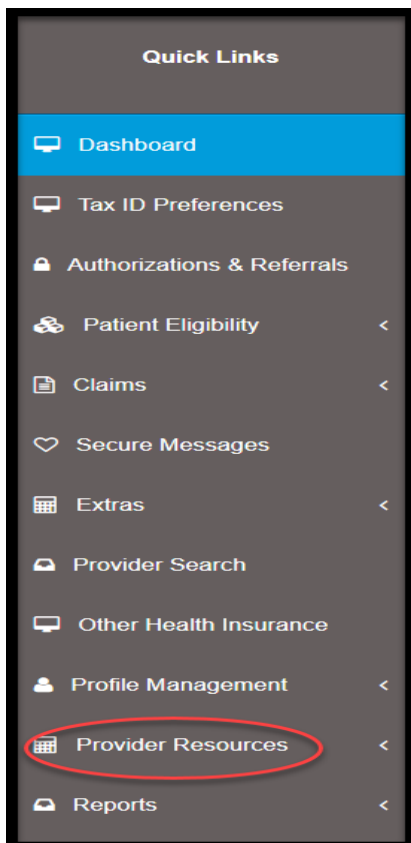 Quick Links
Dashboard
Tax ID Preferences
Authorizations & Referrals
Patient Eligibility
Claims
Secure Messages
Extras
Provider Search
Other Health Insurance
Profile Management
Provider Resources
Reports